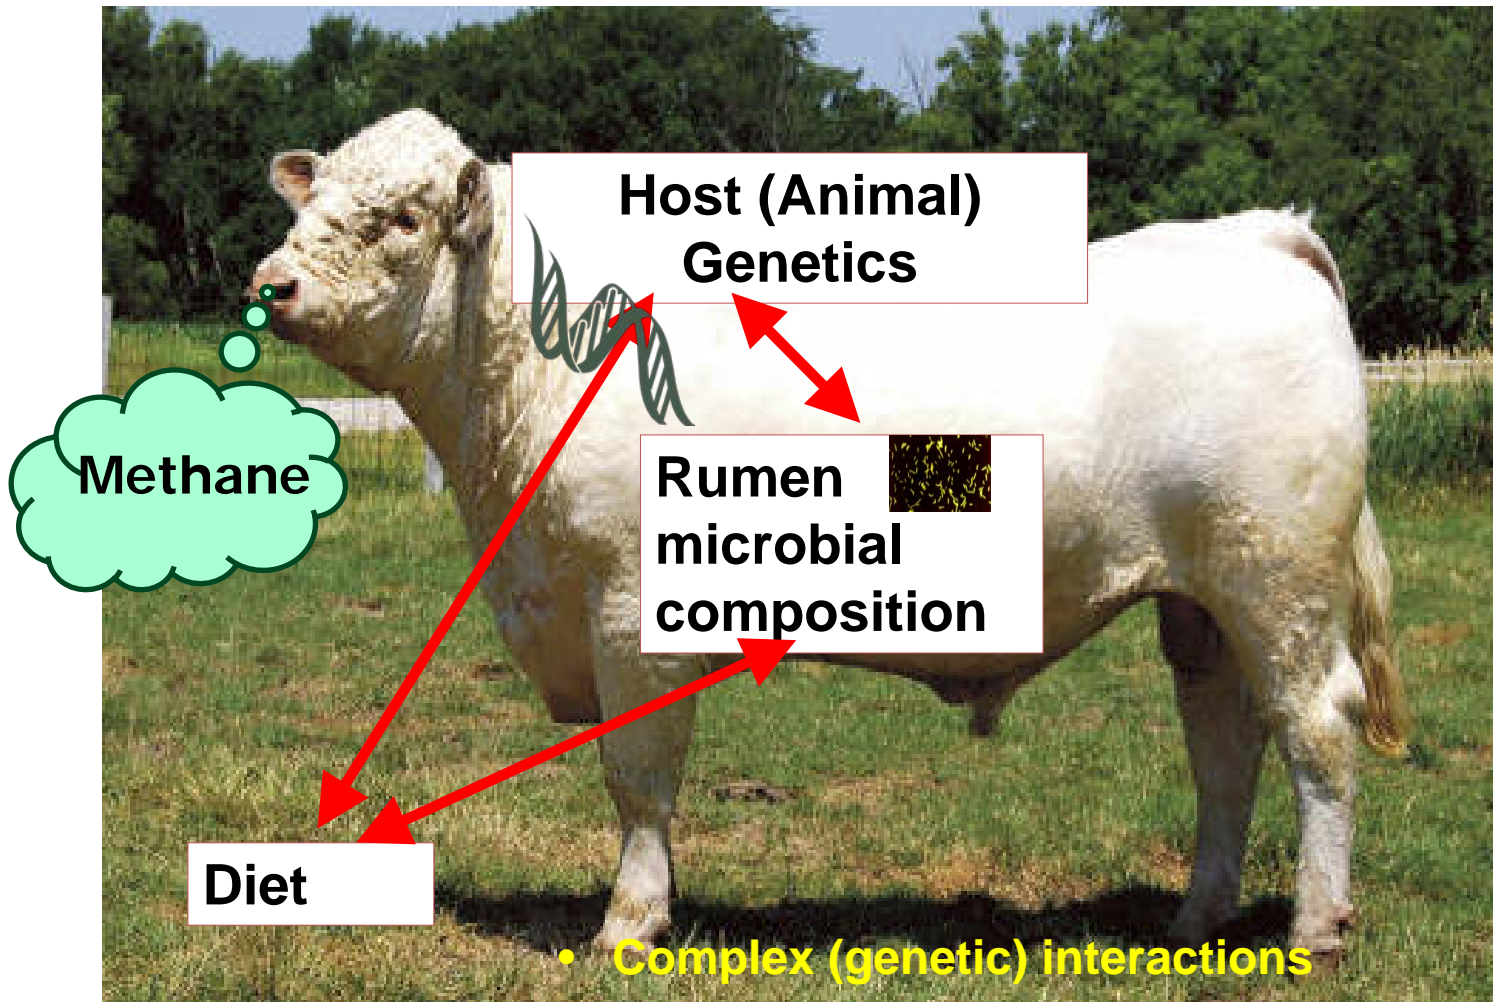 Host (Animal)
Genetics
Methane
Rumen
microbial
composition
Diet
• Complex (genetic) interactions